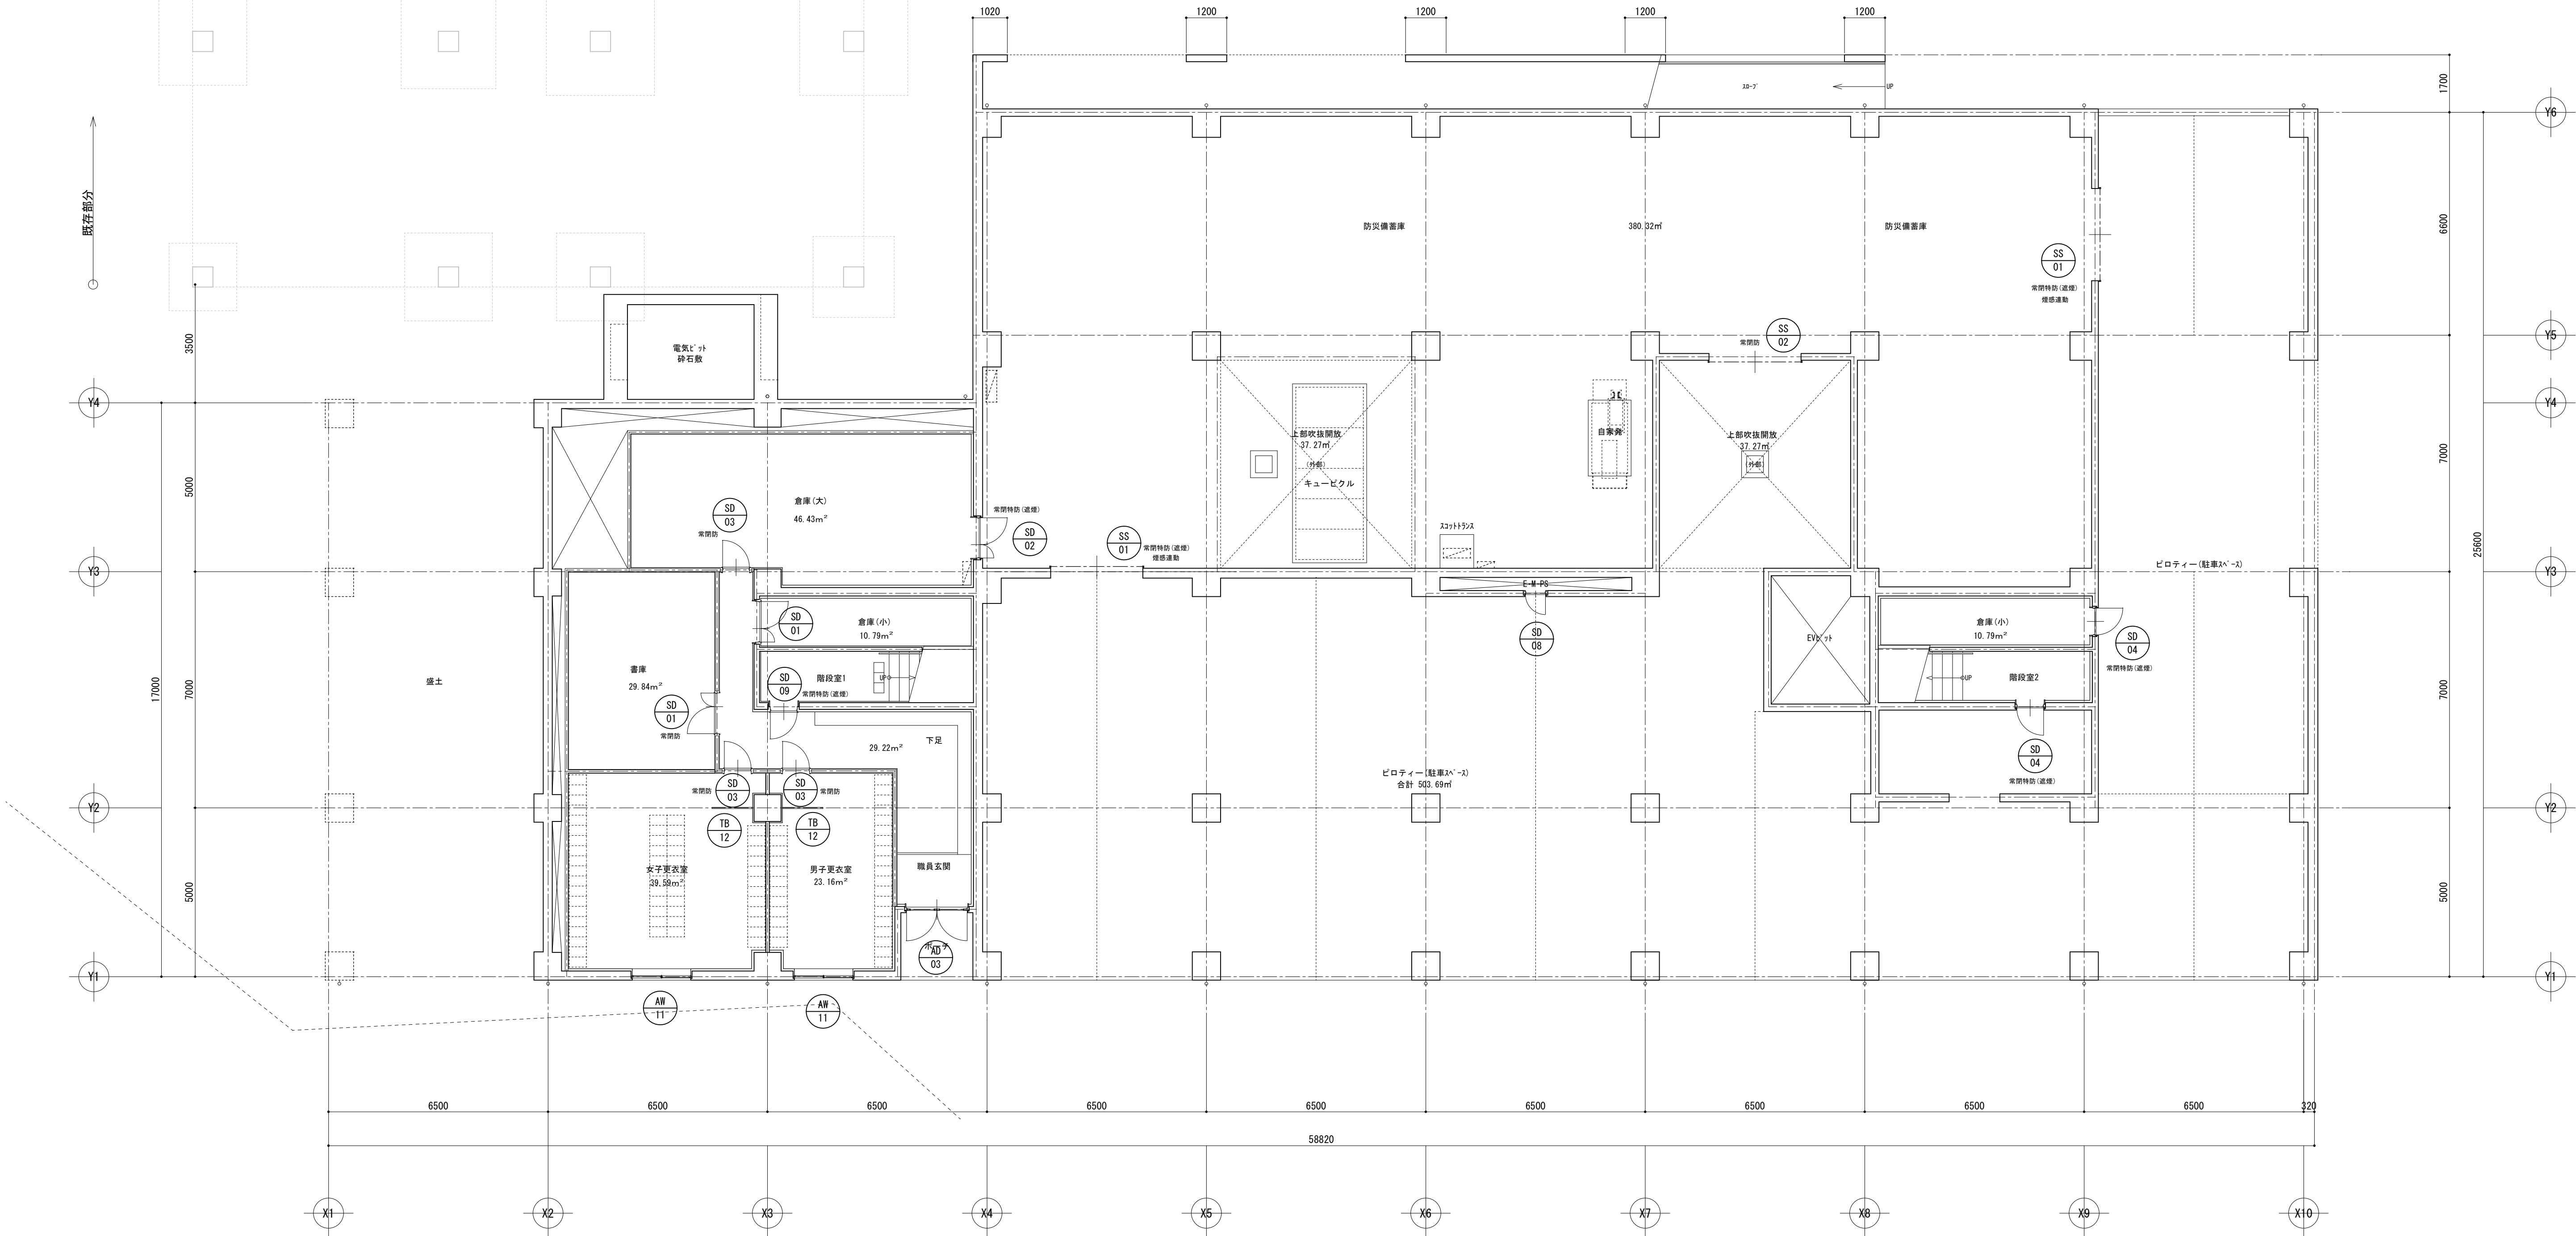 1020
1200
1200
1200
1200
1700
スロープ
UP
Y6
既存部分
防災備蓄庫
380.32㎡
防災備蓄庫
6600
SS
01
常閉特防(遮煙)
煙感連動
3500
電気ピット
砕石敷
SS
02
常閉防
Y5
Y4
Y4
上部吹抜開放
37.27㎡
(外部)
キュービクル
自家発
上部吹抜開放
37.27㎡
(外部)
7000
5000
倉庫(大)
46.43m²
SD
03
常閉防
常閉特防(遮煙)
SD
02
SS
01
常閉特防(遮煙)
煙感連動
スコットトランス
25600
Y3
ピロティー(駐車スペース)
Y3
E-M-PS
SD
01
倉庫(小)
10.79m²
SD
08
EVピット
倉庫(小)
10.79m²
SD
04
常閉特防(遮煙)
書庫
29.84m²
盛土
17000
7000
SD
09
常閉特防(遮煙)
階段室1
UP
UP
階段室2
7000
SD
01
常閉防
下足
29.22m²
SD
04
常閉特防(遮煙)
ピロティー(駐車スペース)
合計 503.69㎡
常閉防
SD
03
SD
03
常閉防
Y2
Y2
TB
12
TB
12
女子更衣室
39.59m²
男子更衣室
23.16m²
職員玄関
5000
5000
ポーチ
AD
03
Y1
Y1
AW
11
AW
11
6500
6500
6500
6500
6500
6500
6500
6500
6500
320
58820
X1
X2
X3
X4
X5
X6
X7
X8
X9
X10